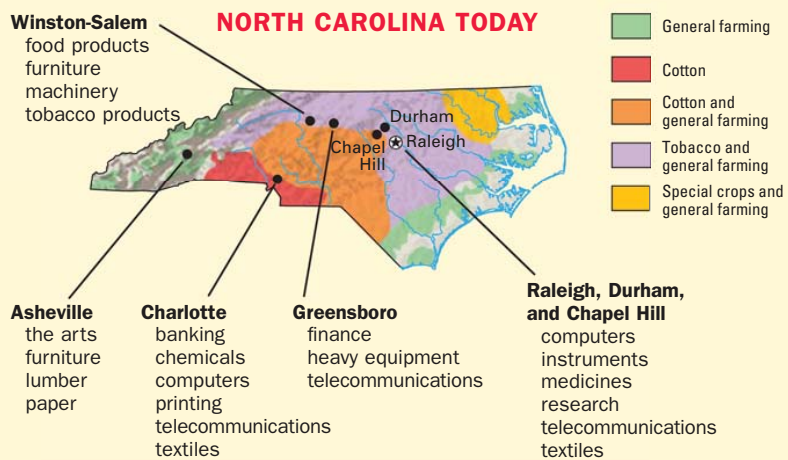 NORTH CAROLINA TODAY
Winston-Salem
food products
furniture
machinery
tobacco products
General farming
Cotton
Cotton and
general farming
Tobacco and
general farming
Special crops and
general farming
Durham
Chapel
Hill
Raleigh
Asheville
the arts
furniture
lumber
paper
Charlotte
banking
chemicals
computers
printing
telecommunications
textiles
Greensboro
finance
heavy equipment
telecommunications
Raleigh, Durham,
and Chapel Hill
computers
instruments
medicines
research
telecommunications
textiles